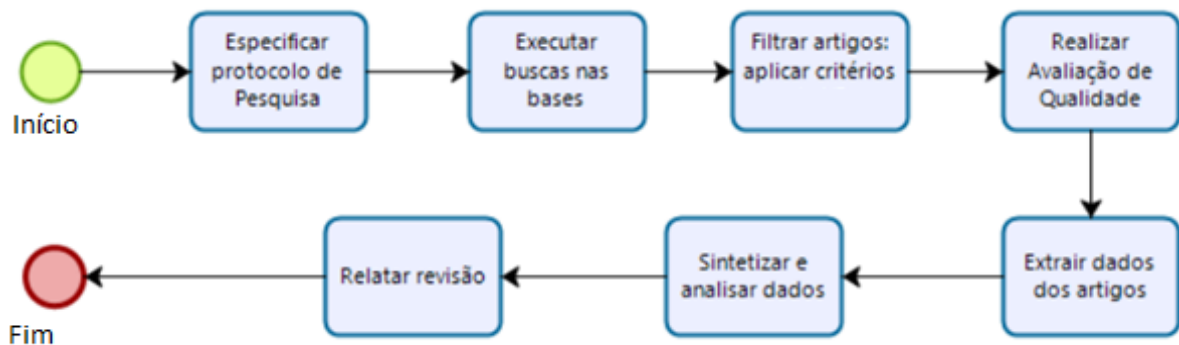 Início
Especificar
protocolo de
Pesquisa
Executar
buscas nas
bases
Filtrar artigos:
aplicar critérios
Realizar
Avaliação de
Qualidade
Extrair dados
dos artigos
Sintetizar e
analisar dados
Relatar revisão
Fim